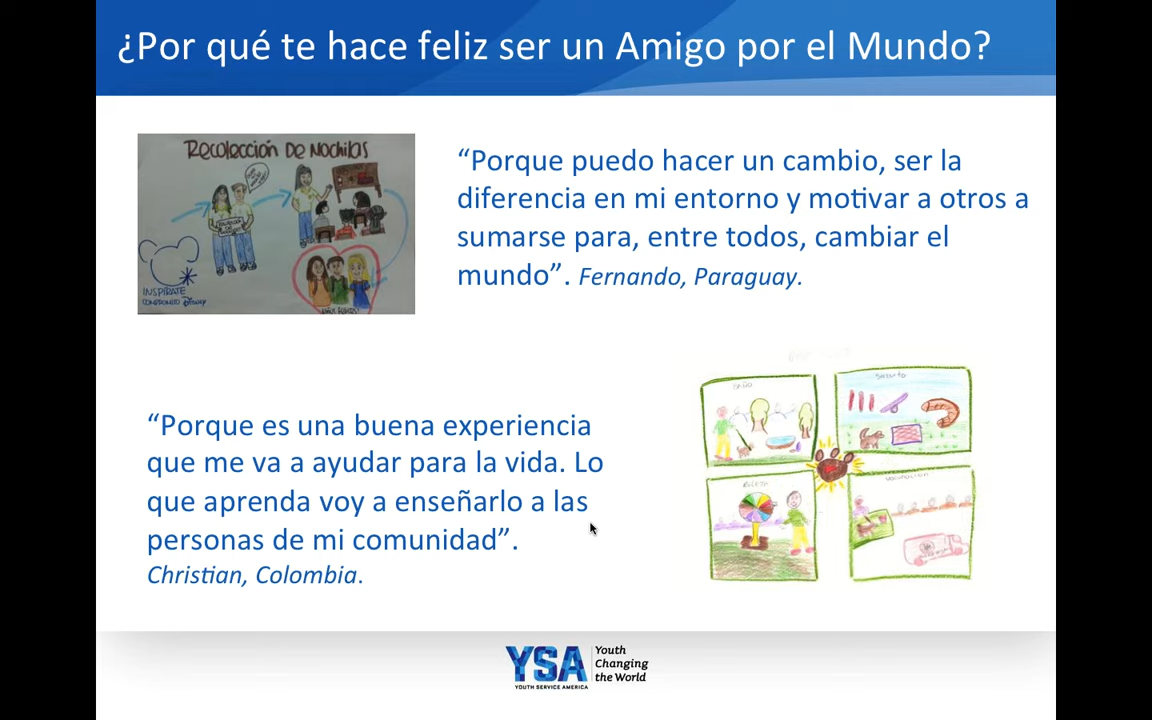 ¿Por qué te hace feliz ser un Amigo por el Mundo?
RECOLECCIÓN DE MOCHILAS
INSPÍRATE
COMPROMISO Disney
“Porque puedo hacer un cambio, ser la
diferencia en mi entorno y motivar a otros a
sumarse para, entre todos, cambiar el
mundo”. Fernando, Paraguay.
“Porque es una buena experiencia
que me va a ayudar para la vida. Lo
que aprenda voy a enseñarlo a las
personas de mi comunidad”.
Christian, Colombia.
YSA
YOUTH SERVICE AMERICA
Youth
Changing
the World